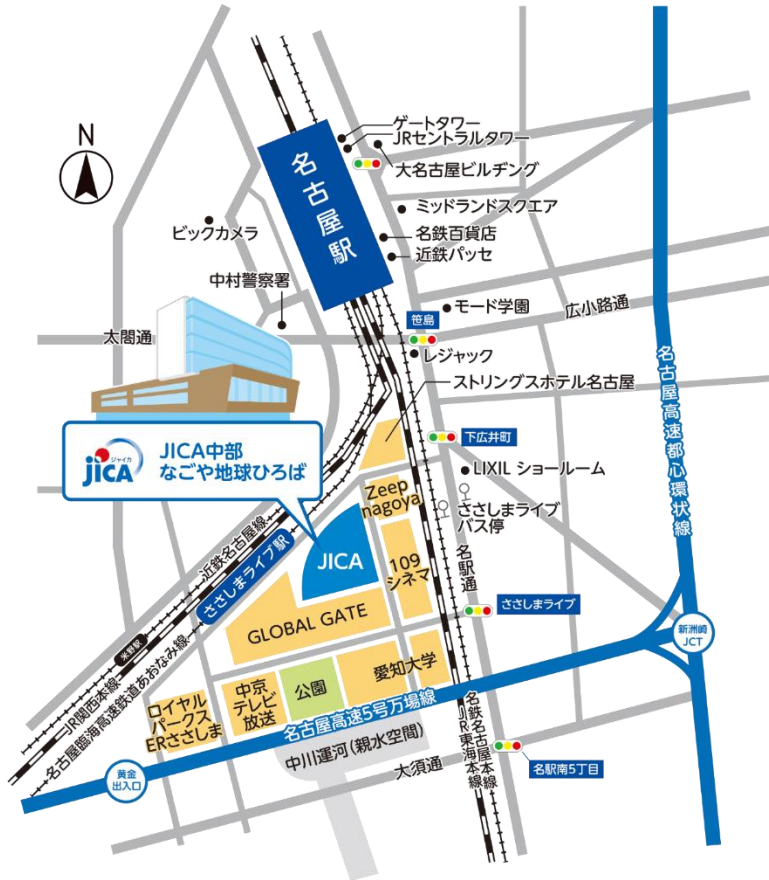 N
ゲートタワー
JRセントラルタワー
大名古屋ビルヂング
名古屋駅
ミッドランドスクエア
ビックカメラ
名鉄百貨店
近鉄パッセ
中村警察署
モード学園
広小路通
笹島
太閤通
レジャック
名古屋高速都心環状線
ストリングスホテル名古屋
下広井町
ジャイカ
JICA
JICA中部
なごや地球ひろば
LIXIL ショールーム
Zeep
nagoya
ささしまライブ
バス停
近鉄名古屋線
ささしまライブ駅
JICA
109
シネマ
名駅通
GLOBAL GATE
ささしまライブ
新洲崎
JCT
米野駅
JR関西本線
名古屋臨海高速鉄道あおなみ線
愛知大学
ロイヤル
パークス
ERささしま
中京
テレビ
放送
公園
名古屋高速5号万場線
名鉄名古屋本線
JR東海本線
中川運河(親水空間)
大須通
名駅南5丁目
黄金
出入口